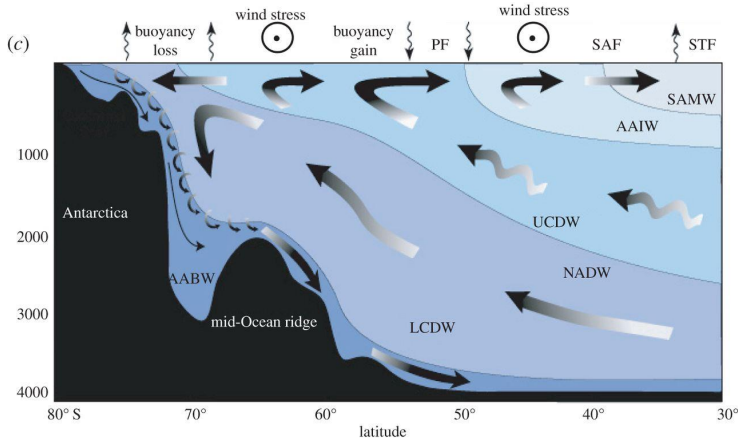 (c)
buoyancy
loss
wind stress
buoyancy
gain
PF
wind stress
SAF
STF
SAMW
AAIW
1000
Antarctica
2000
UCDW
AABW
NADW
3000
mid-Ocean ridge
LCDW
4000
80° S 70° 60° 50° 40° 30°
latitude